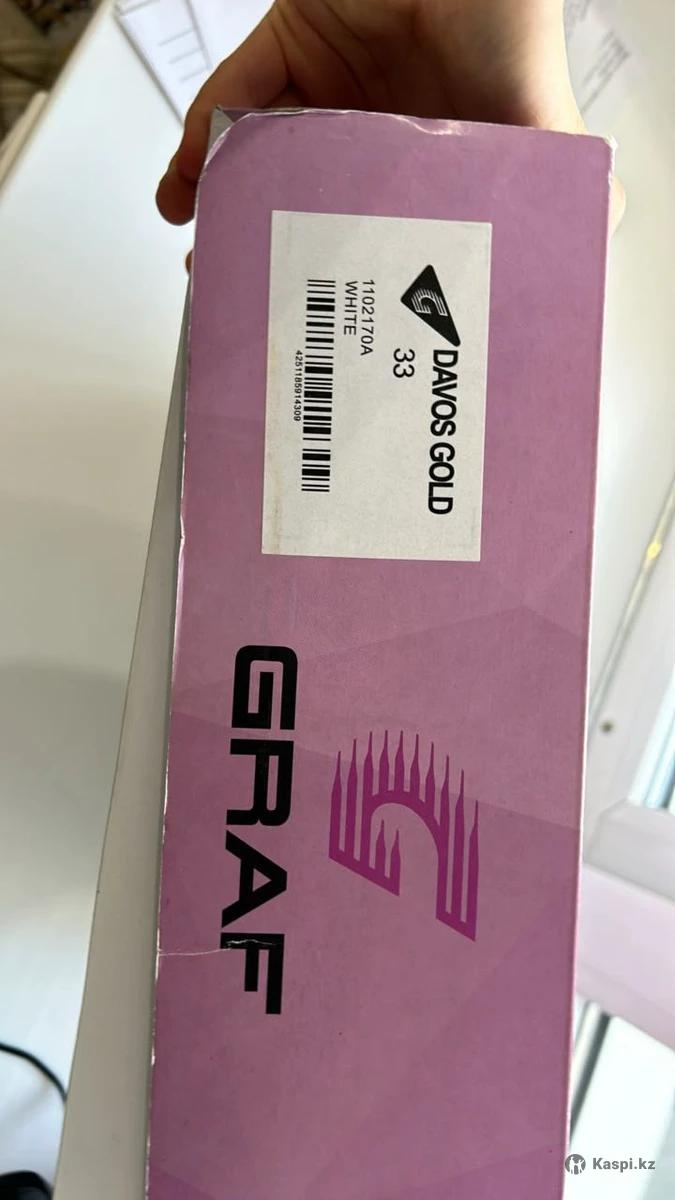 DAVOS GOLD
33
1102170A
WHITE
4251185914309
GRAF
Kaspi.kz